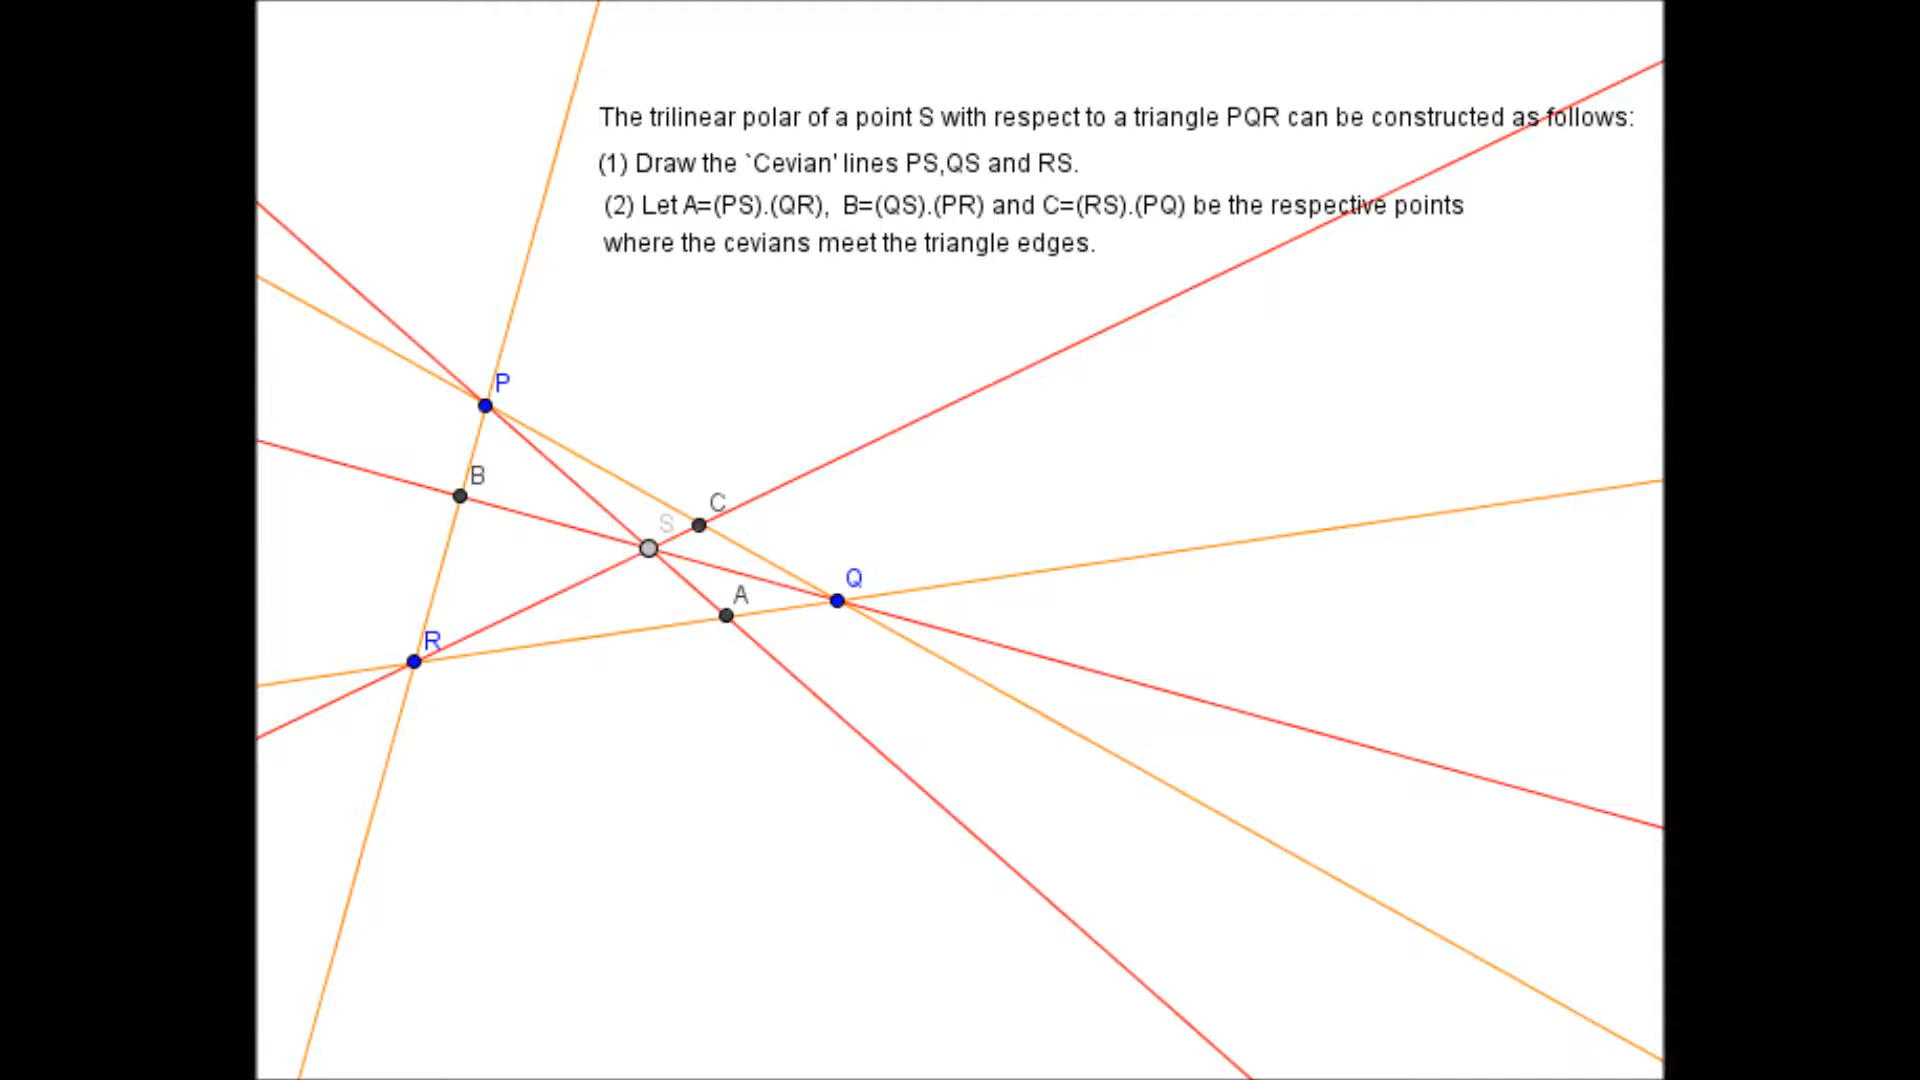 The trilinear polar of a point S with respect to a triangle PQR can be constructed as follows:
(1) Draw the `Cevian' lines PS,QS and RS.
(2) Let A=(PS).(QR),  B=(QS).(PR) and C=(RS).(PQ) be the respective points
where the cevians meet the triangle edges.
P
B
C
S
Q
A
R